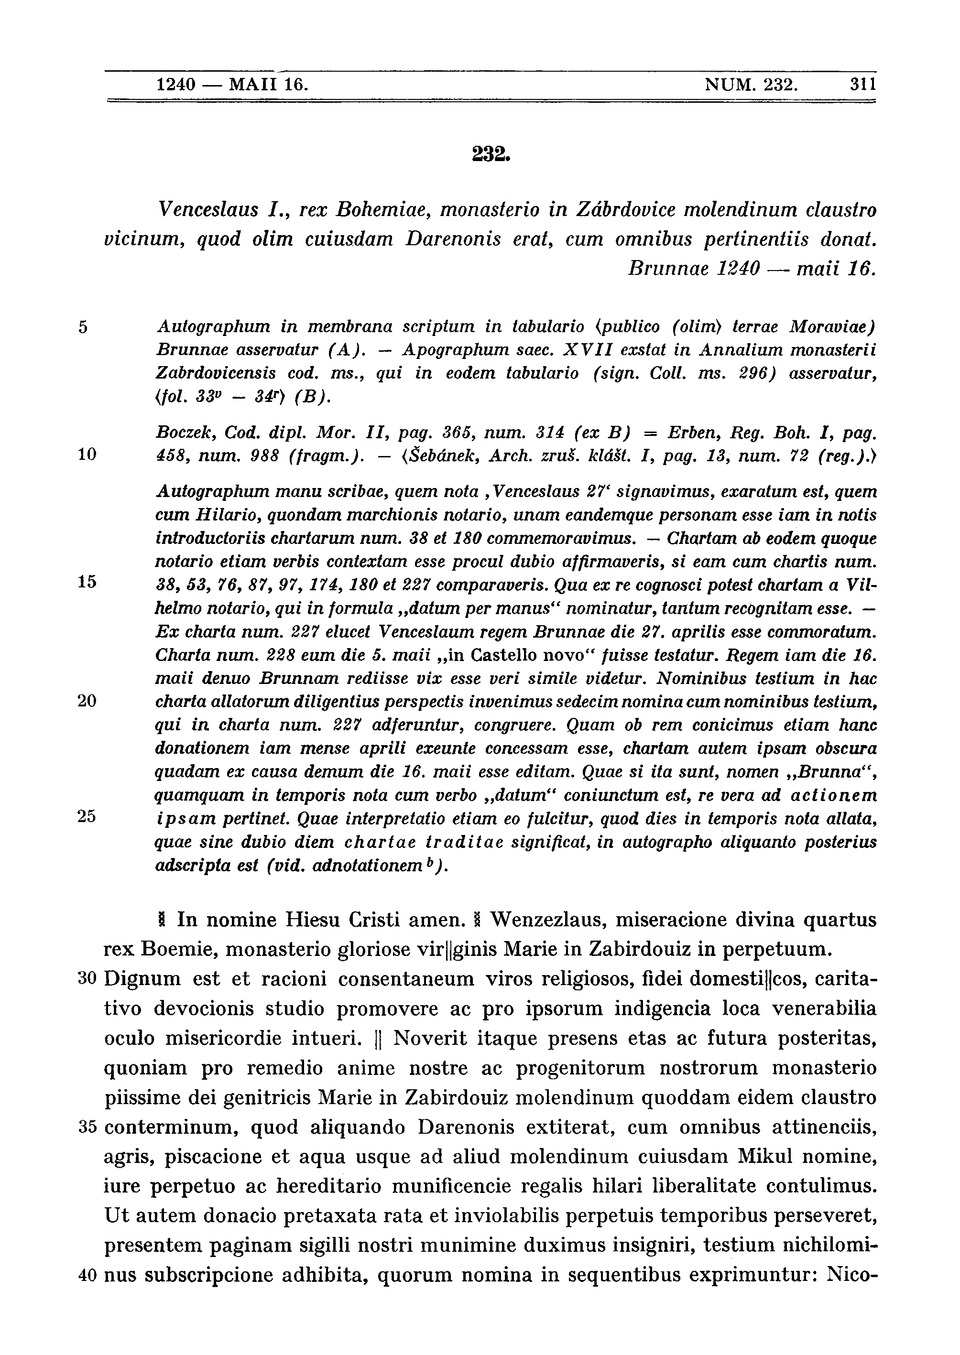 1240 — MAII 16. NUM. 232. 311
232.
Venceslaus I., rex Bohemiae, monasterio in Zábrdovice molendinum claustro
vicinum, quod olim cuiusdam Darenonis erat, cum omnibus pertinentiis donat.
Brunnae 1240 — maii 16.
5 Autographum in membrana scriptum in tabulario ⟨publico (olim⟩ terrae Moraviae)
Brunnae asservatur (A). — Apographum saec. XVII exstat in Annalium monasterii
Zabrdovicensis cod. ms., qui in eodem tabulario (sign. Coll. ms. 296) asservatur,
⟨fol. 33v — 34r⟩ (B).
Boczek, Cod. dipl. Mor. II, pag. 365, num. 314 (ex B) = Erben, Reg. Boh. I, pag.
10 458, num. 988 (fragm.). — ⟨Šebánek, Arch. zruš. klášt. I, pag. 13, num. 72 (reg.).⟩
Autographum manu scribae, quem nota ‚Venceslaus 27‘ signavimus, exaratum est, quem
cum Hilario, quondam marchionis notario, unam eandemque personam esse iam in notis
introductoriis chartarum num. 38 et 180 commemoravimus. — Chartam ab eodem quoque
notario etiam verbis contextam esse procul dubio affirmaveris, si eam cum chartis num.
15 38, 53, 76, 87, 97, 174, 180 et 227 comparaveris. Qua ex re cognosci potest chartam a Vil-
helmo notario, qui in formula „datum per manus“ nominatur, tantum recognitam esse. —
Ex charta num. 227 elucet Venceslaum regem Brunnae die 27. aprilis esse commoratum.
Charta num. 228 eum die 5. maii „in Castello novo“ fuisse testatur. Regem iam die 16.
maii denuo Brunnam rediisse vix esse veri simile videtur. Nominibus testium in hac
20 charta allatorum diligentius perspectis invenimus sedecim nomina cum nominibus testium,
qui in charta num. 227 adferuntur, congruere. Quam ob rem conicimus etiam hanc
donationem iam mense aprili exeunte concessam esse, chartam autem ipsam obscura
quadam ex causa demum die 16. maii esse editam. Quae si ita sunt, nomen „Brunna“,
quamquam in temporis nota cum verbo „datum“ coniunctum est, re vera ad actionem
25 ipsam pertinet. Quae interpretatio etiam eo fulcitur, quod dies in temporis nota allata,
quae sine dubio diem chartae traditae significat, in autographo aliquanto posterius
adscripta est (vid. adnotationem b).
⁞ In nomine Hiesu Cristi amen. ⁞ Wenzezlaus, miseracione divina quartus
rex Boemie, monasterio gloriose vir||ginis Marie in Zabirdouiz in perpetuum.
30 Dignum est et racioni consentaneum viros religiosos, fidei domesti||cos, carita-
tivo devocionis studio promovere ac pro ipsorum indigencia loca venerabilia
oculo misericordie intueri. || Noverit itaque presens etas ac futura posteritas,
quoniam pro remedio anime nostre ac progenitorum nostrorum monasterio
piissime dei genitricis Marie in Zabirdouiz molendinum quoddam eidem claustro
35 conterminum, quod aliquando Darenonis extiterat, cum omnibus attinenciis,
agris, piscacione et aqua usque ad aliud molendinum cuiusdam Mikul nomine,
iure perpetuo ac hereditario munificencie regalis hilari liberalitate contulimus.
Ut autem donacio pretaxata rata et inviolabilis perpetuis temporibus perseveret,
presentem paginam sigilli nostri munimine duximus insigniri, testium nichilomi-
40 nus subscripcione adhibita, quorum nomina in sequentibus exprimuntur: Nico-